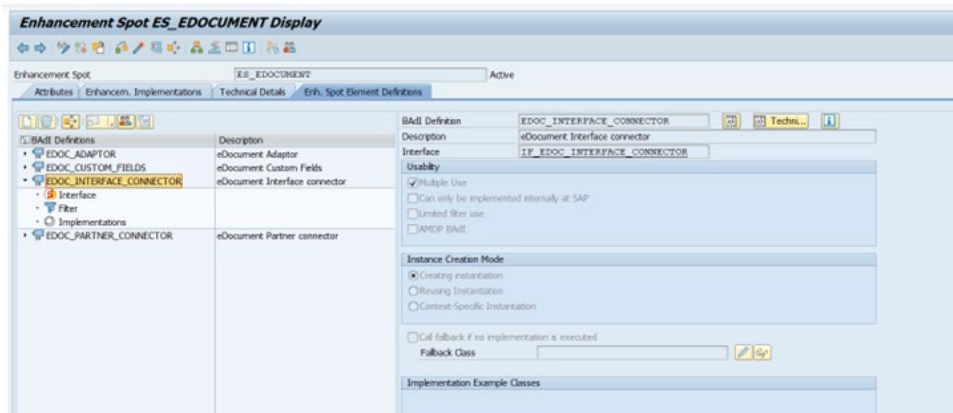 Enhancement Spot ES_EDOCUMENT Display
Enhancement Spot ES_EDOCUMENT Active
Attributes Enhancem. Implementations Technical Details Enh. Spot Element Definitions
BAdI Definitions Description
EDOC_ADAPTOR eDocument Adaptor
EDOC_CUSTOM_FIELDS eDocument Custom Fields
EDOC_INTERFACE_CONNECTOR eDocument Interface connector
Interface
Filter
Implementations
EDOC_PARTNER_CONNECTOR eDocument Partner connector
BAdI Definition EDOC_INTERFACE_CONNECTOR Techni...
Description eDocument Interface connector
Interface IF_EDOC_INTERFACE_CONNECTOR
Usability
Multiple Use
Can only be implemented internally at SAP
Limited filter use
AMDP BAdI
Instance Creation Mode
Creating instantiation
Reusing Instantiation
Context-Specific Instantiation
Call fallback if no implementation is executed
Fallback Class
Implementation Example Classes